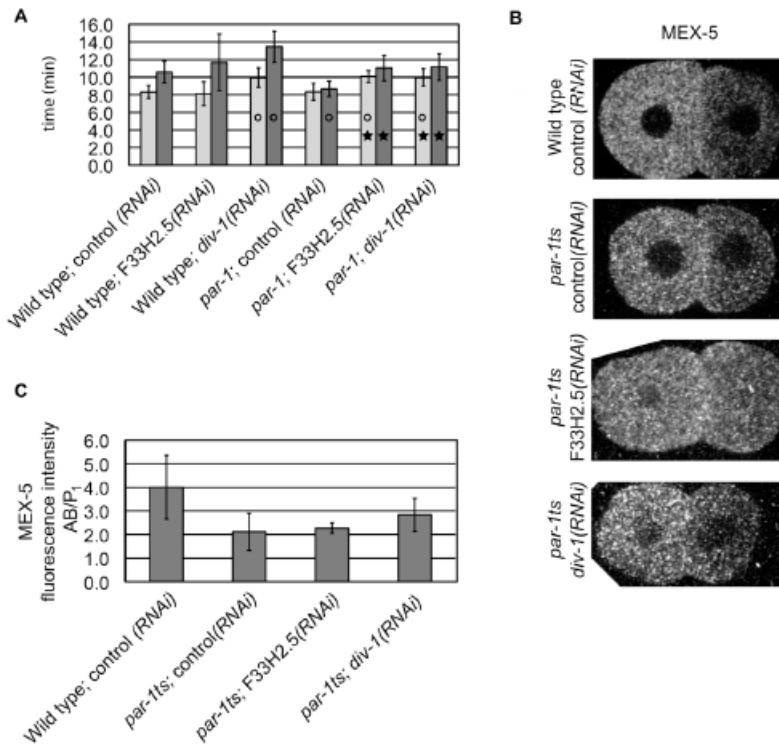 A
time (min)
16.0
14.0
12.0
10.0
8.0
6.0
4.0
2.0
0.0
Wild type; control (RNAi)
Wild type; F33H2.5(RNAi)
Wild type; div-1(RNAi)
par-1; control(RNAi)
par-1; F33H2.5(RNAi)
par-1; div-1(RNAi)
B
MEX-5
Wild type
control (RNAi)
par-1ts
control(RNAi)
par-1ts
F33H2.5(RNAi)
par-1ts
div-1(RNAi)
C
MEX-5
fluorescence intensity
AB/P1
6.0
5.0
4.0
3.0
2.0
1.0
0.0
Wild type; control (RNAi)
par-1ts; control(RNAi)
par-1ts; F33H2.5(RNAi)
par-1ts; div-1(RNAi)